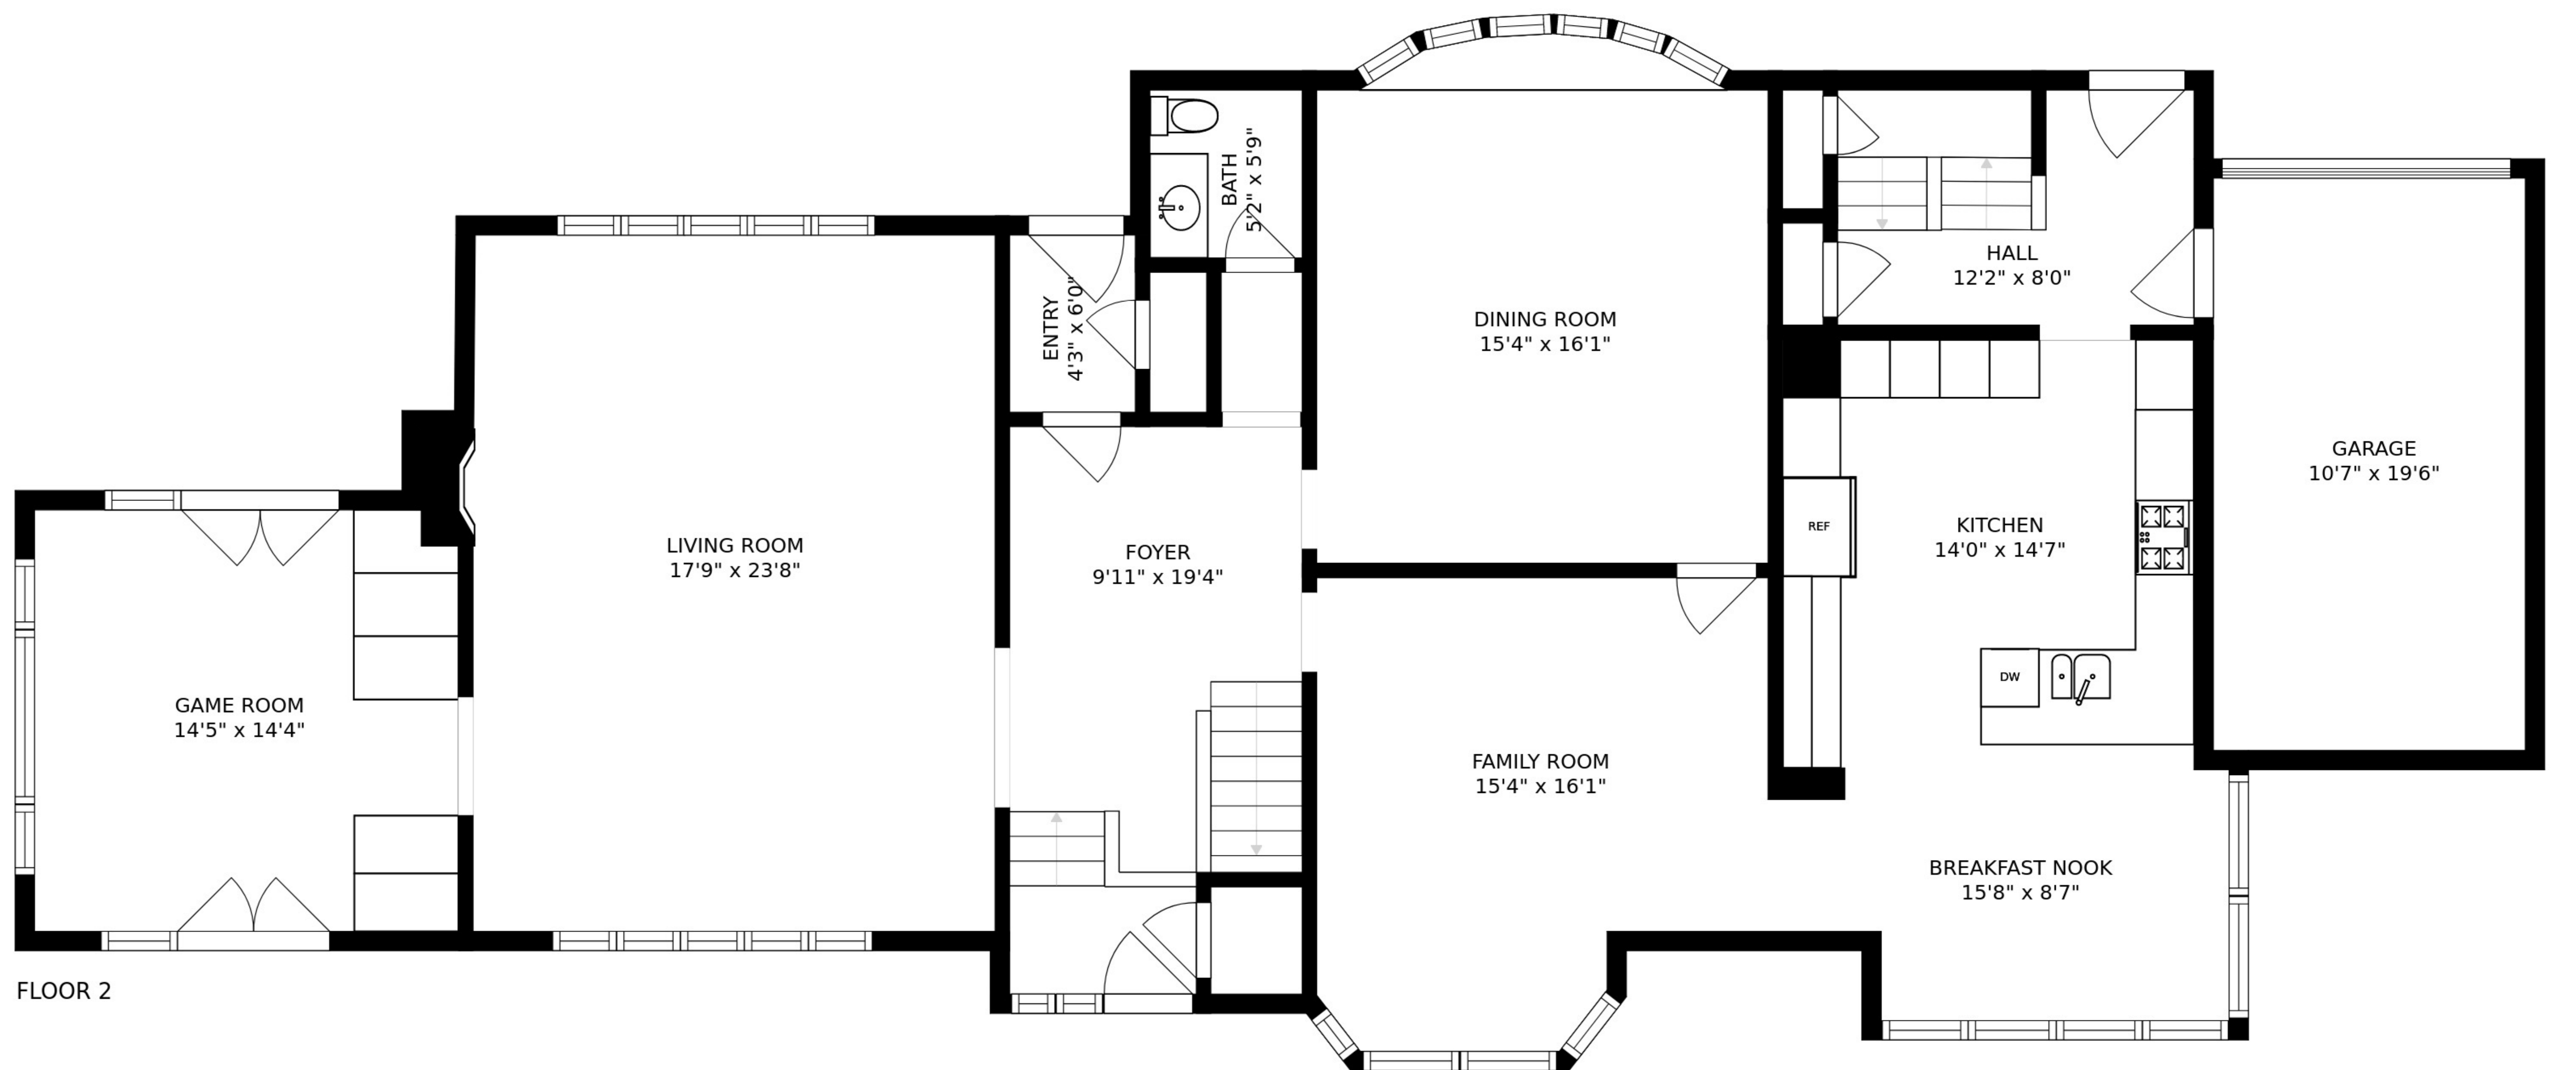 BATH
5'2" x 5'9"
HALL
12'2" x 8'0"
ENTRY
4'3" x 6'0"
DINING ROOM
15'4" x 16'1"
GARAGE
10'7" x 19'6"
REF
KITCHEN
14'0" x 14'7"
LIVING ROOM
17'9" x 23'8"
FOYER
9'11" x 19'4"
DW
GAME ROOM
14'5" x 14'4"
FAMILY ROOM
15'4" x 16'1"
BREAKFAST NOOK
15'8" x 8'7"
FLOOR 2